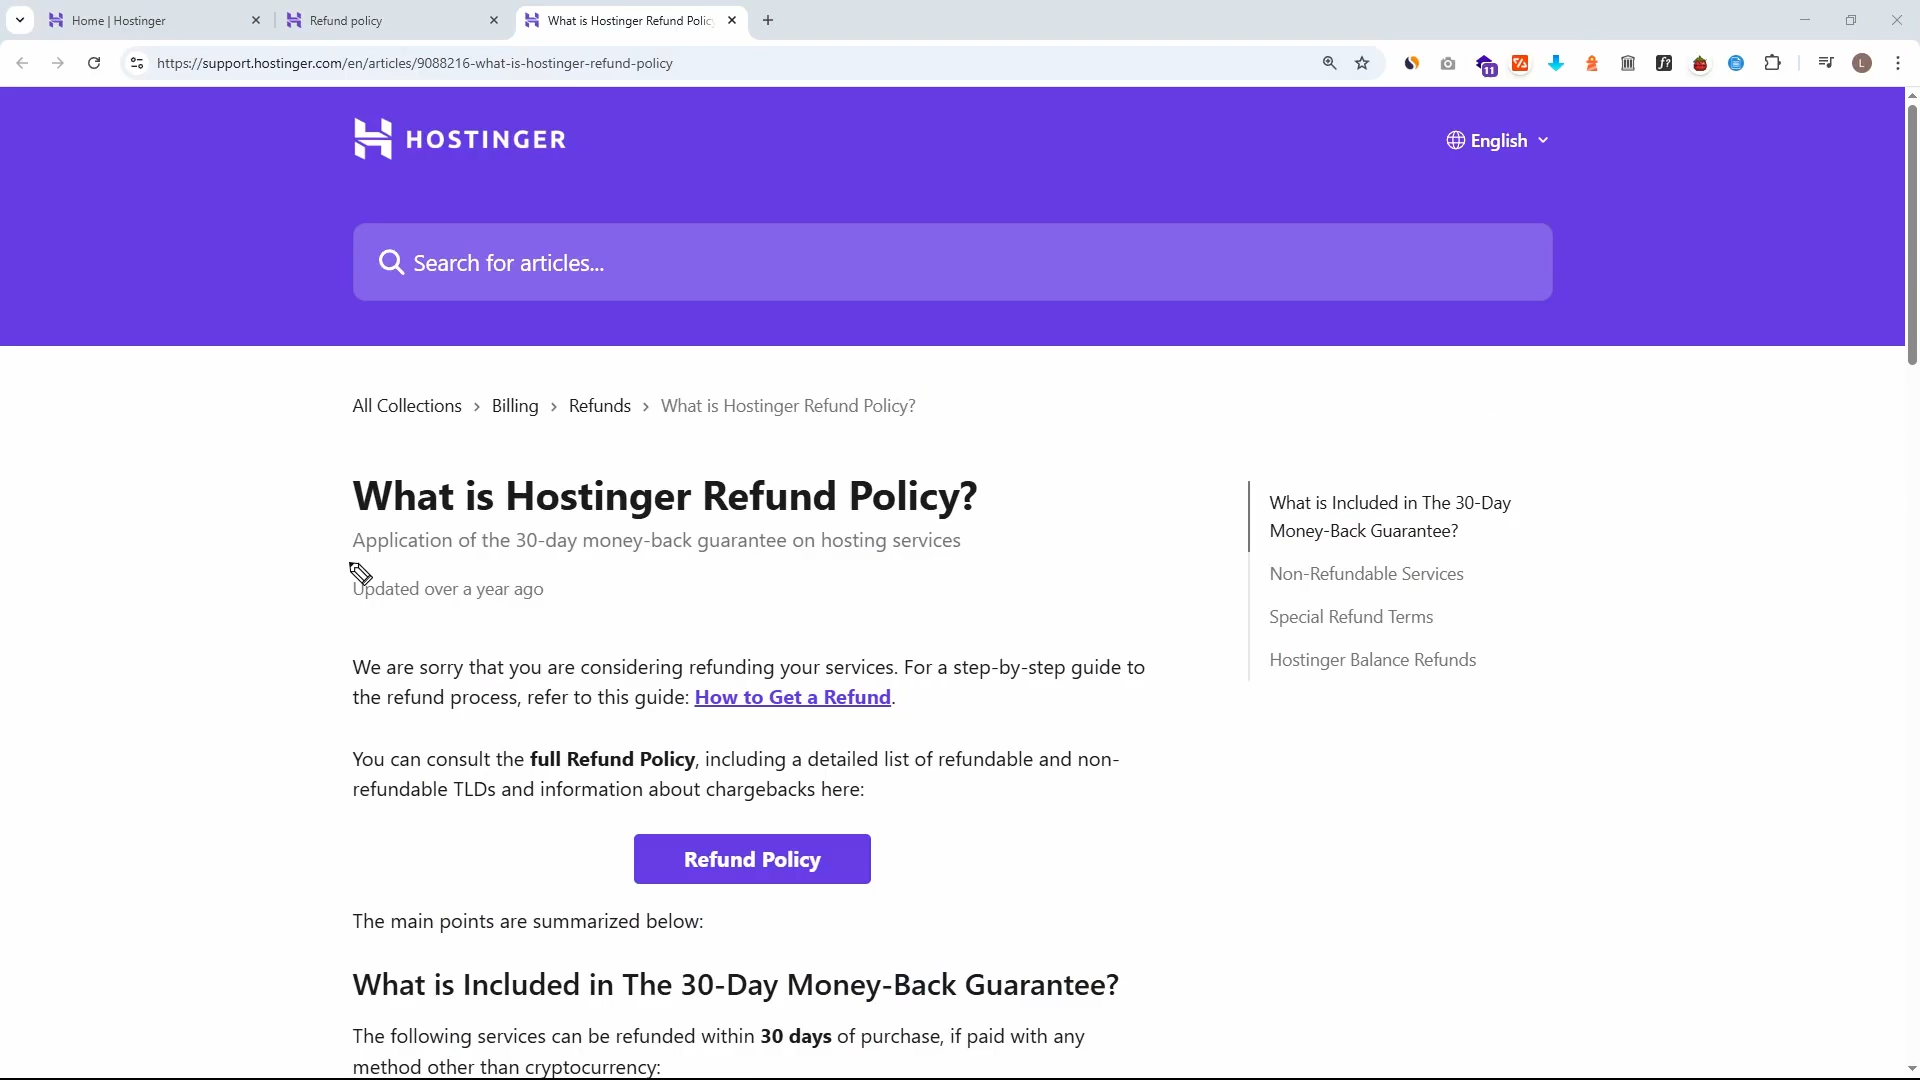 Home | Hostinger
Refund policy
What is Hostinger Refund Polic
https://support.hostinger.com/en/articles/9088216-what-is-hostinger-refund-policy
11
f?
L
HOSTINGER
English
Search for articles...
All Collections > Billing > Refunds > What is Hostinger Refund Policy?
What is Hostinger Refund Policy?
Application of the 30-day money-back guarantee on hosting services
Updated over a year ago
We are sorry that you are considering refunding your services. For a step-by-step guide to
the refund process, refer to this guide: How to Get a Refund.
You can consult the full Refund Policy, including a detailed list of refundable and non-
refundable TLDs and information about chargebacks here:
Refund Policy
The main points are summarized below:
What is Included in The 30-Day Money-Back Guarantee?
The following services can be refunded within 30 days of purchase, if paid with any
method other than cryptocurrency:
What is Included in The 30-Day
Money-Back Guarantee?
Non-Refundable Services
Special Refund Terms
Hostinger Balance Refunds